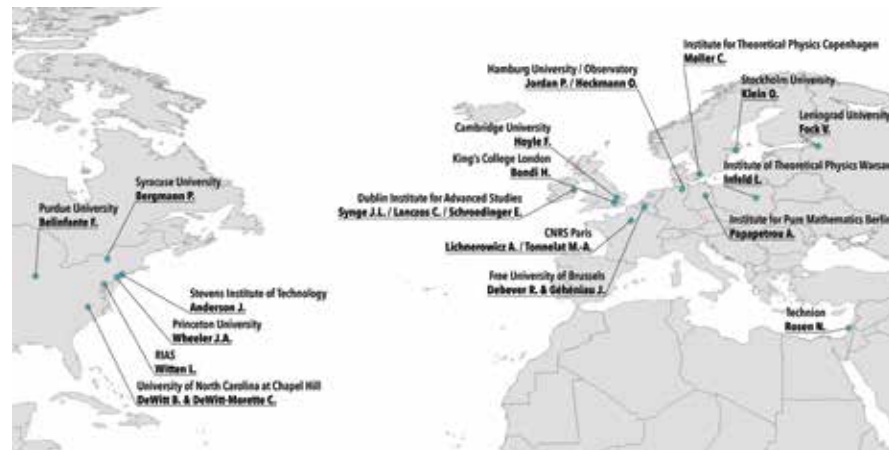 Institute for Theoretical Physics Copenhagen
Møller C.
Hamburg University / Observatory
Jordan P. / Heckmann O.
Stockholm University
Klein O.
Leningrad University
Fock V.
Cambridge University
Hoyle F.
King's College London
Bondi H.
Institute of Theoretical Physics Warsaw
Infeld L.
Syracuse University
Bergmann P.
Dublin Institute for Advanced Studies
Synge J.L. / Lanczos C. / Schroedinger E.
Purdue University
Belinfante F.
Institute for Pure Mathematics Berlin
Papapetrou A.
CNRS Paris
Lichnerowicz A. / Tonnelat M.-A.
Free University of Brussels
Debever R. & Géhéniau J.
Stevens Institute of Technology
Anderson J.
Technion
Rosen N.
Princeton University
Wheeler J.A.
RIAS
Witten L.
University of North Carolina at Chapel Hill
DeWitt B. & DeWitt-Morette C.